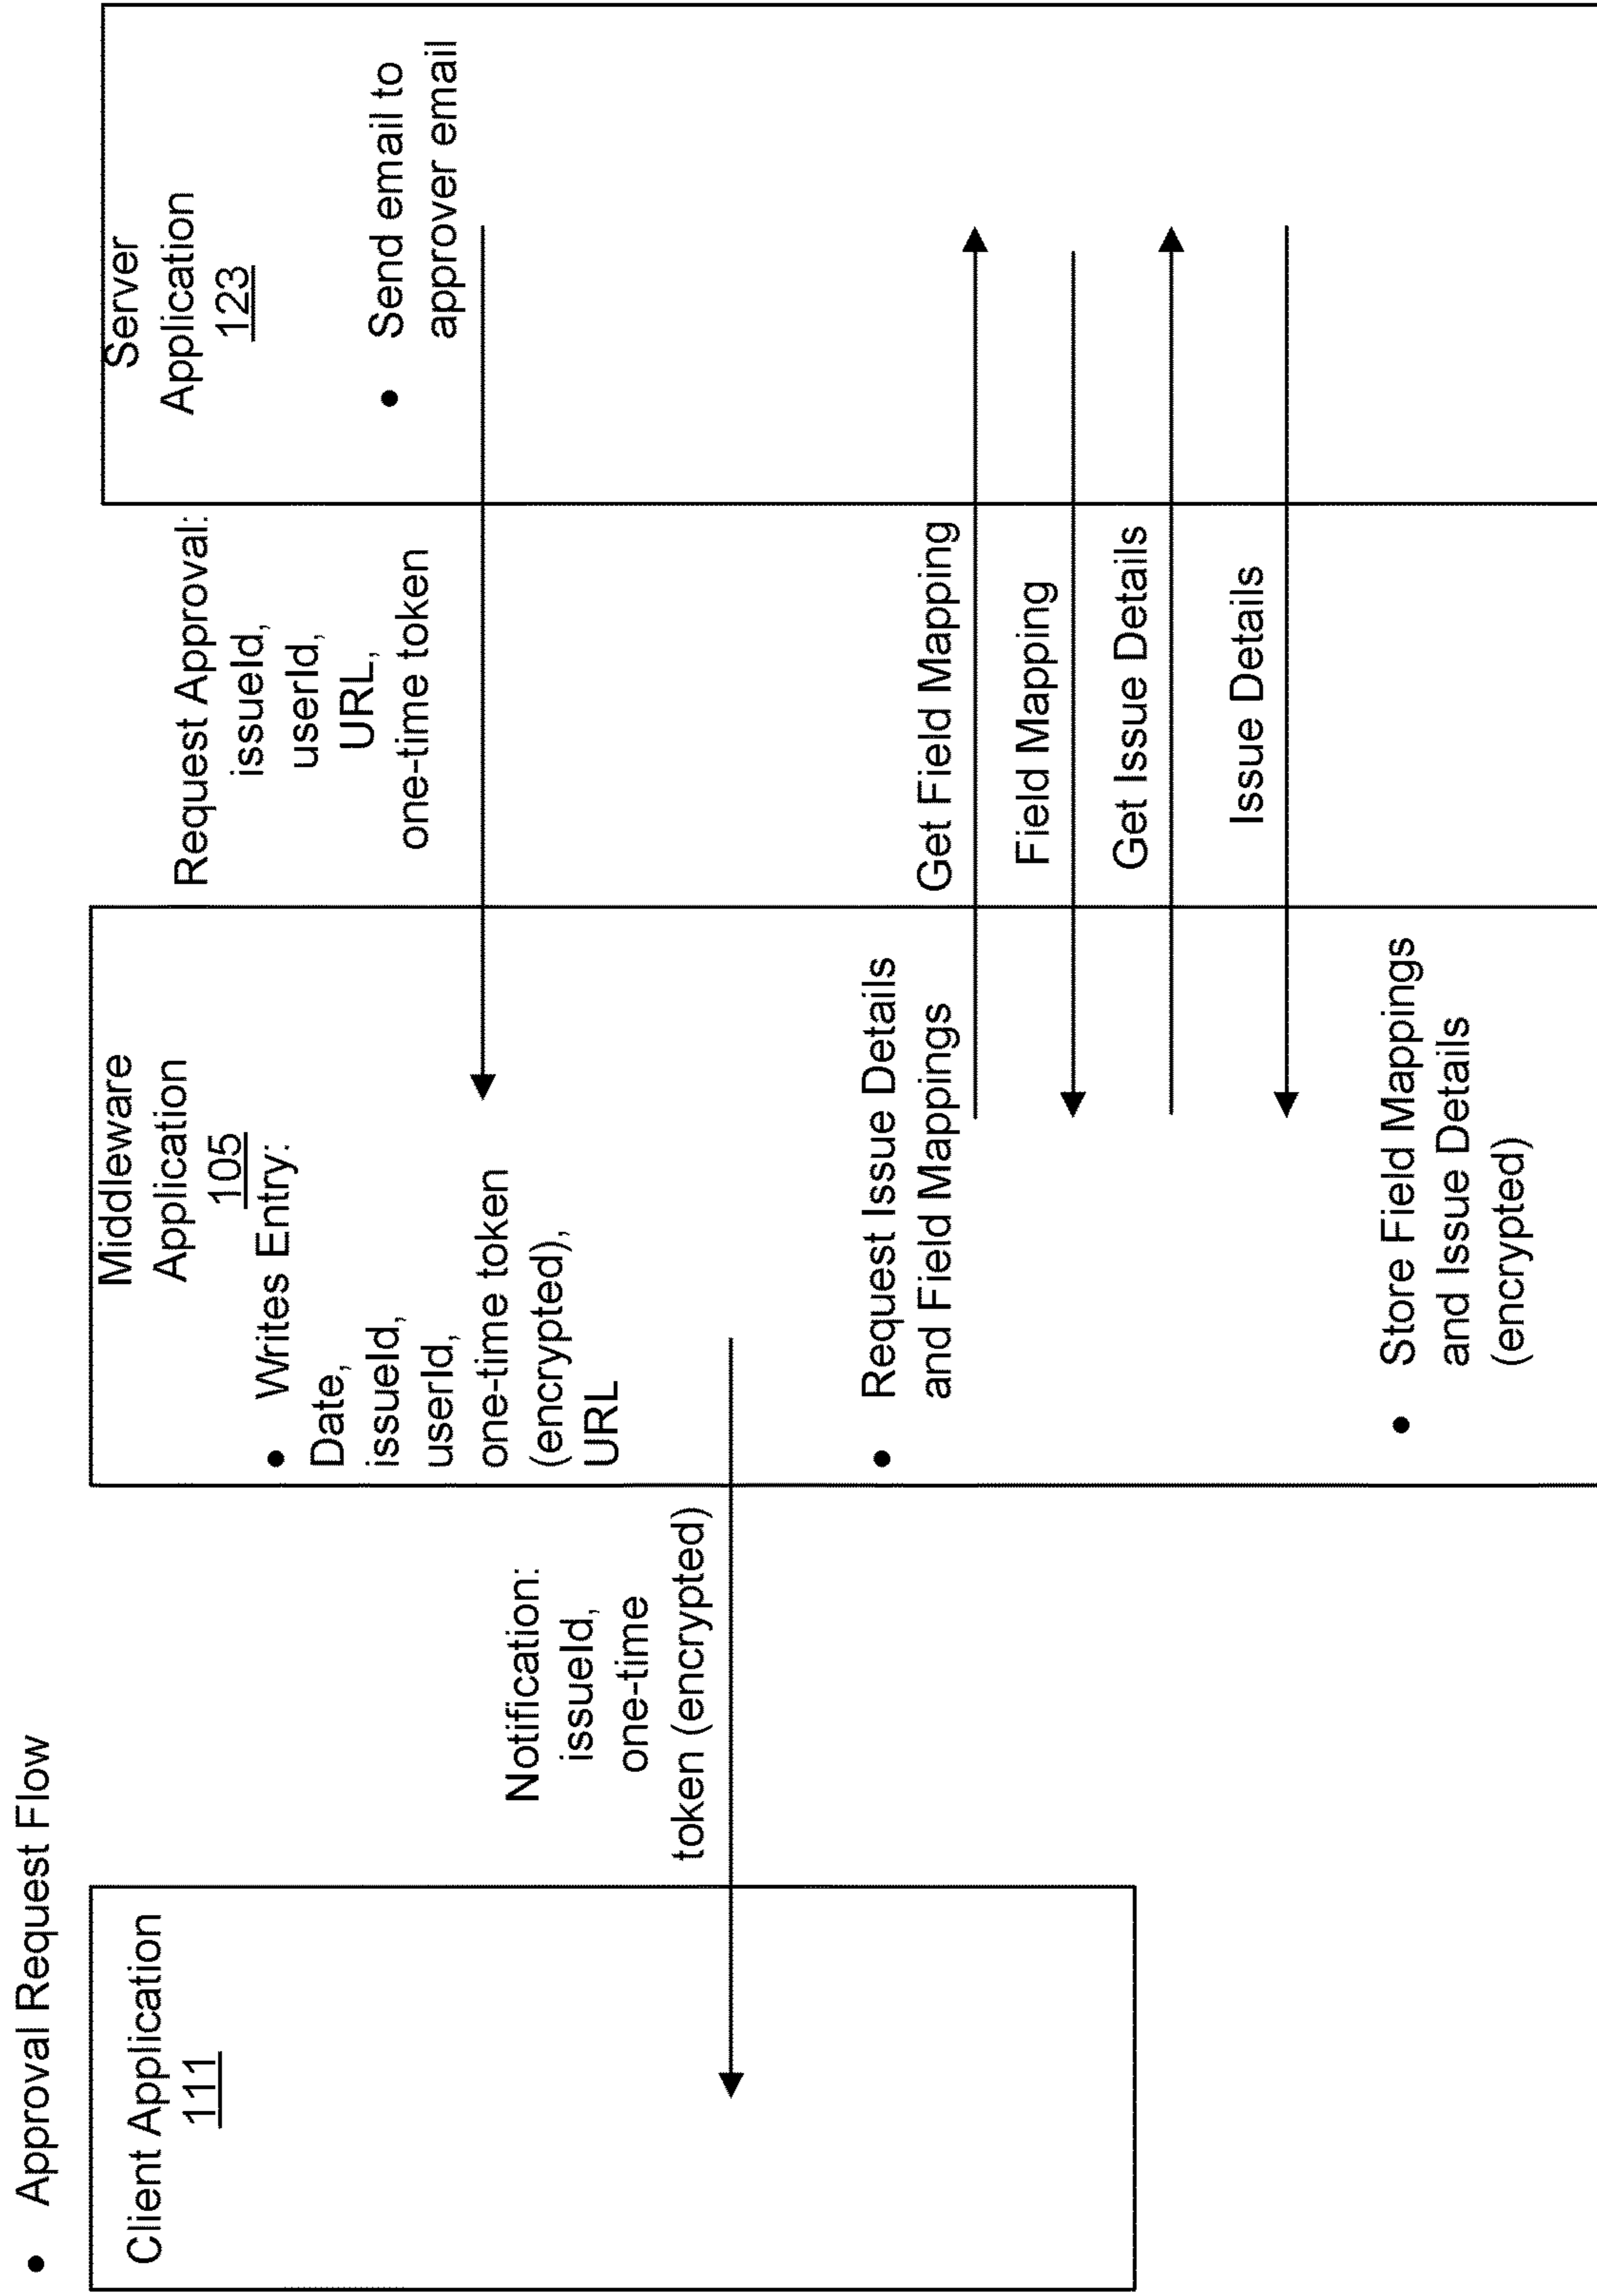 • Approval Request Flow
Client Application
111
Notification:
issueId,
one-time
token (encrypted)
Middleware
Application
105
• Writes Entry:
Date,
issueId,
userId,
one-time token
(encrypted),
URL
• Request Issue Details
and Field Mappings
• Store Field Mappings
and Issue Details
(encrypted)
Request Approval:
issueId,
userId,
URL,
one-time token
Get Field Mapping
Field Mapping
Get Issue Details
Issue Details
Server
Application
123
• Send email to
approver email